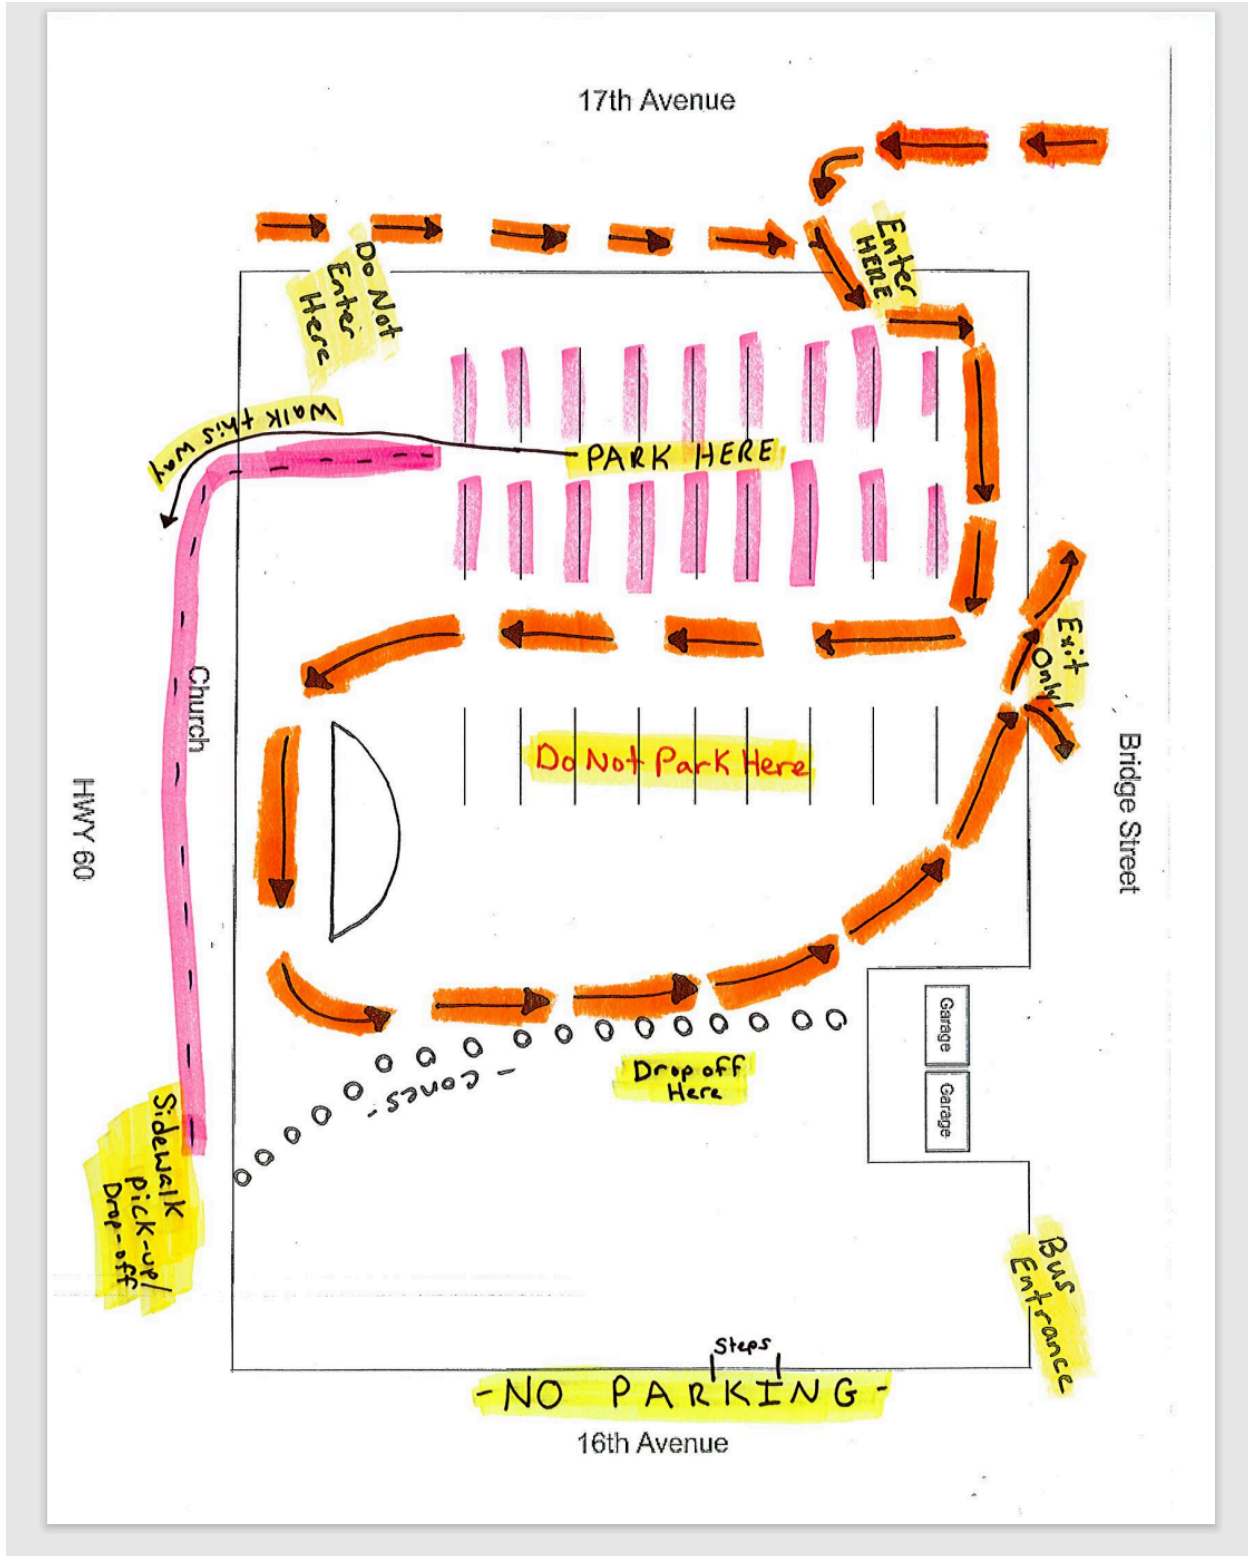 17th Avenue
Enter
HERE
Do Not
Enter
Here
Walk this way
PARK HERE
Exit
Only!
Church
Do Not Park Here
Bridge Street
HWY 60
Garage
Garage
Drop off
Here
- cones -
Sidewalk
Pick-up/
Drop-off
Bus
Entrance
Steps
- NO PARKING -
16th Avenue